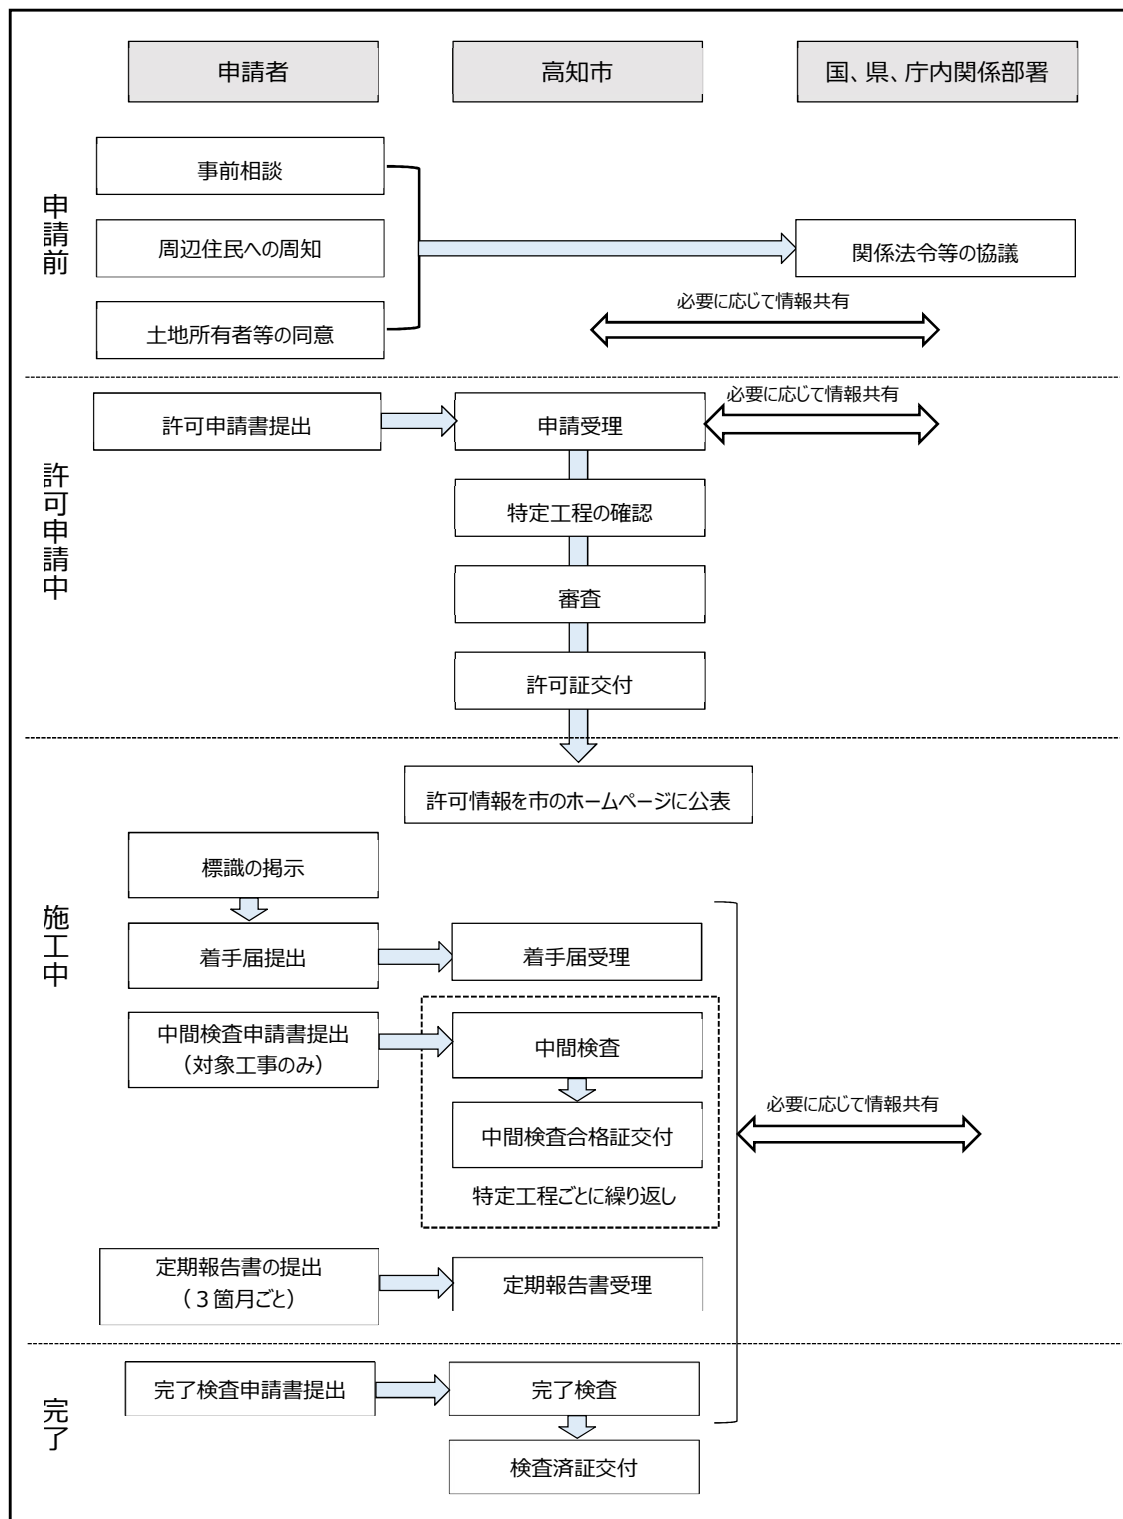 申請者
高知市
国、県、庁内関係部署
申請前
事前相談
周辺住民への周知
関係法令等の協議
必要に応じて情報共有
土地所有者等の同意
許可申請中
必要に応じて情報共有
許可申請書提出
申請受理
特定工程の確認
審査
許可証交付
許可情報を市のホームページに公表
施工中
標識の掲示
着手届提出
着手届受理
中間検査申請書提出
（対象工事のみ）
中間検査
中間検査合格証交付
特定工程ごとに繰り返し
必要に応じて情報共有
定期報告書の提出
（３箇月ごと）
定期報告書受理
完了
完了検査申請書提出
完了検査
検査済証交付